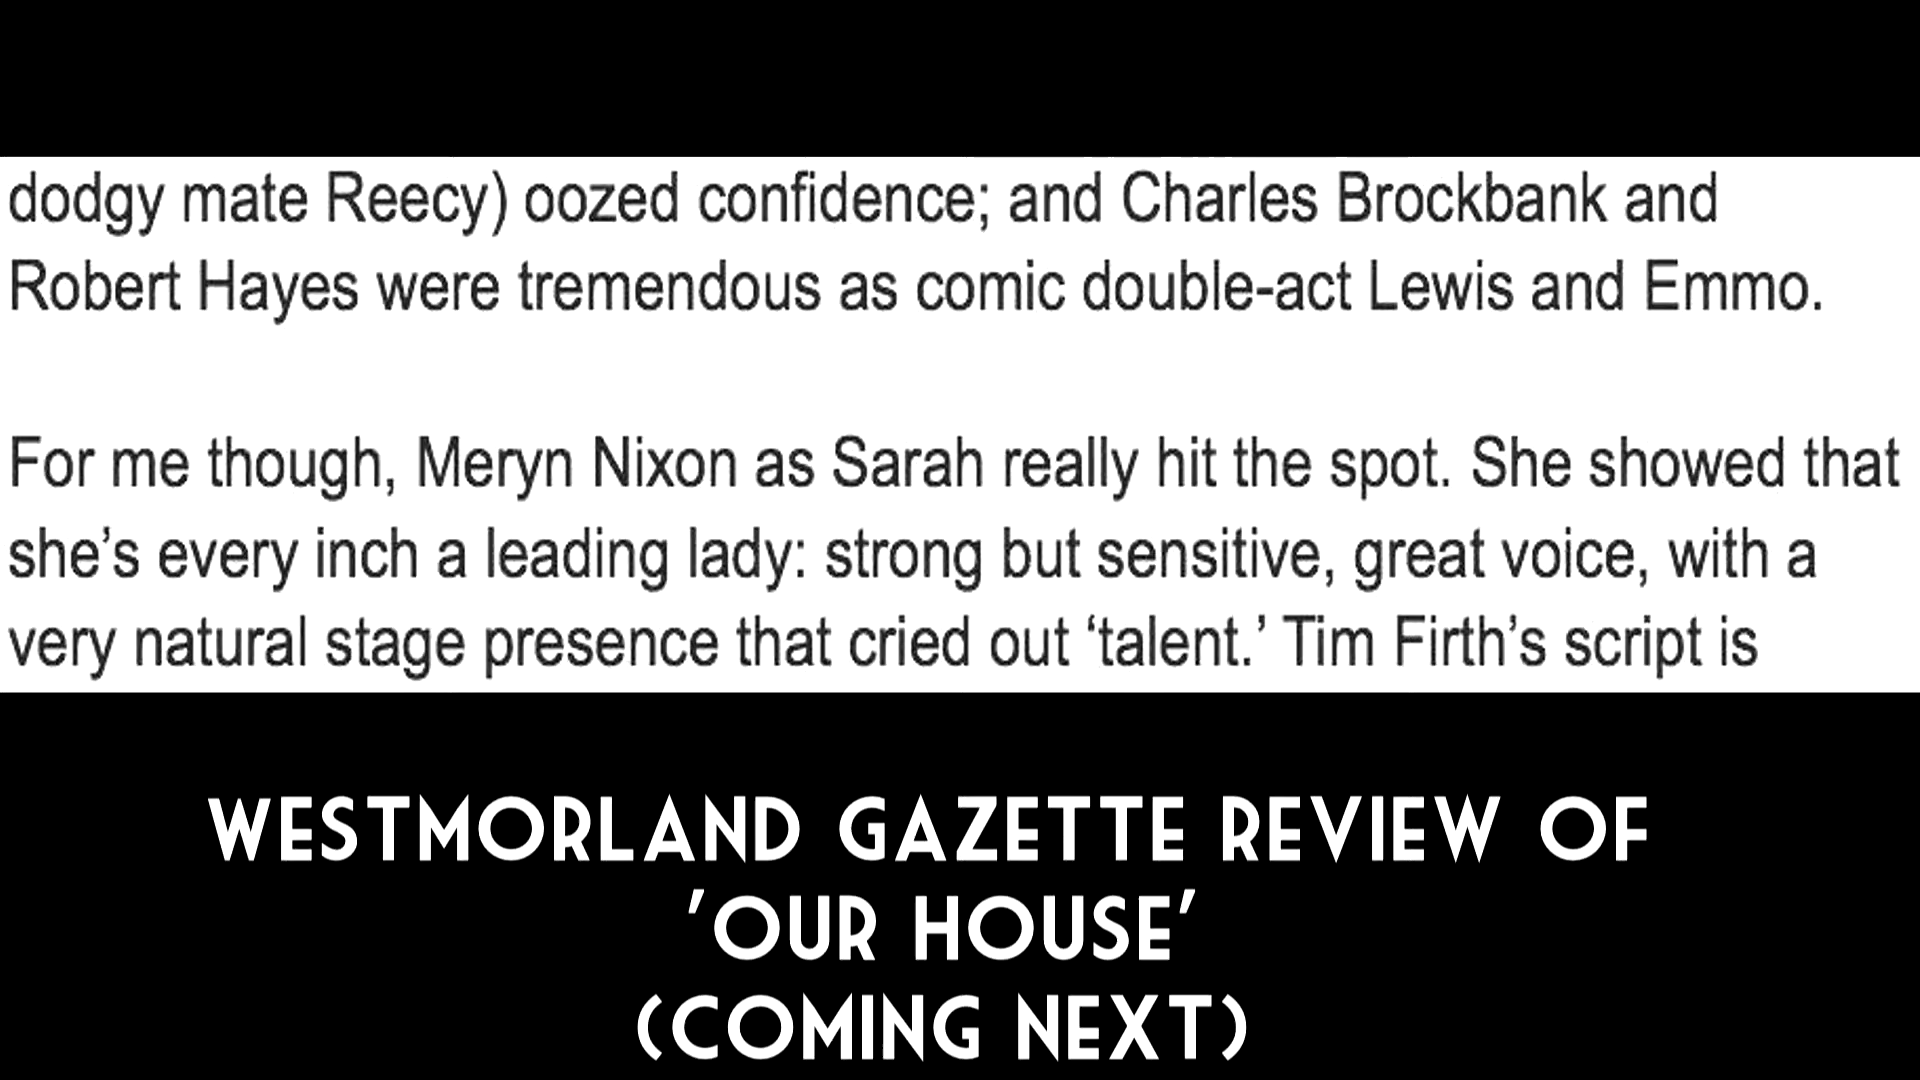 dodgy mate Reecy) oozed confidence; and Charles Brockbank and
Robert Hayes were tremendous as comic double-act Lewis and Emmo.
For me though, Meryn Nixon as Sarah really hit the spot. She showed that
she’s every inch a leading lady: strong but sensitive, great voice, with a
very natural stage presence that cried out ‘talent.’ Tim Firth’s script is
WESTMORLAND GAZETTE REVIEW OF
'OUR HOUSE'
(COMING NEXT)